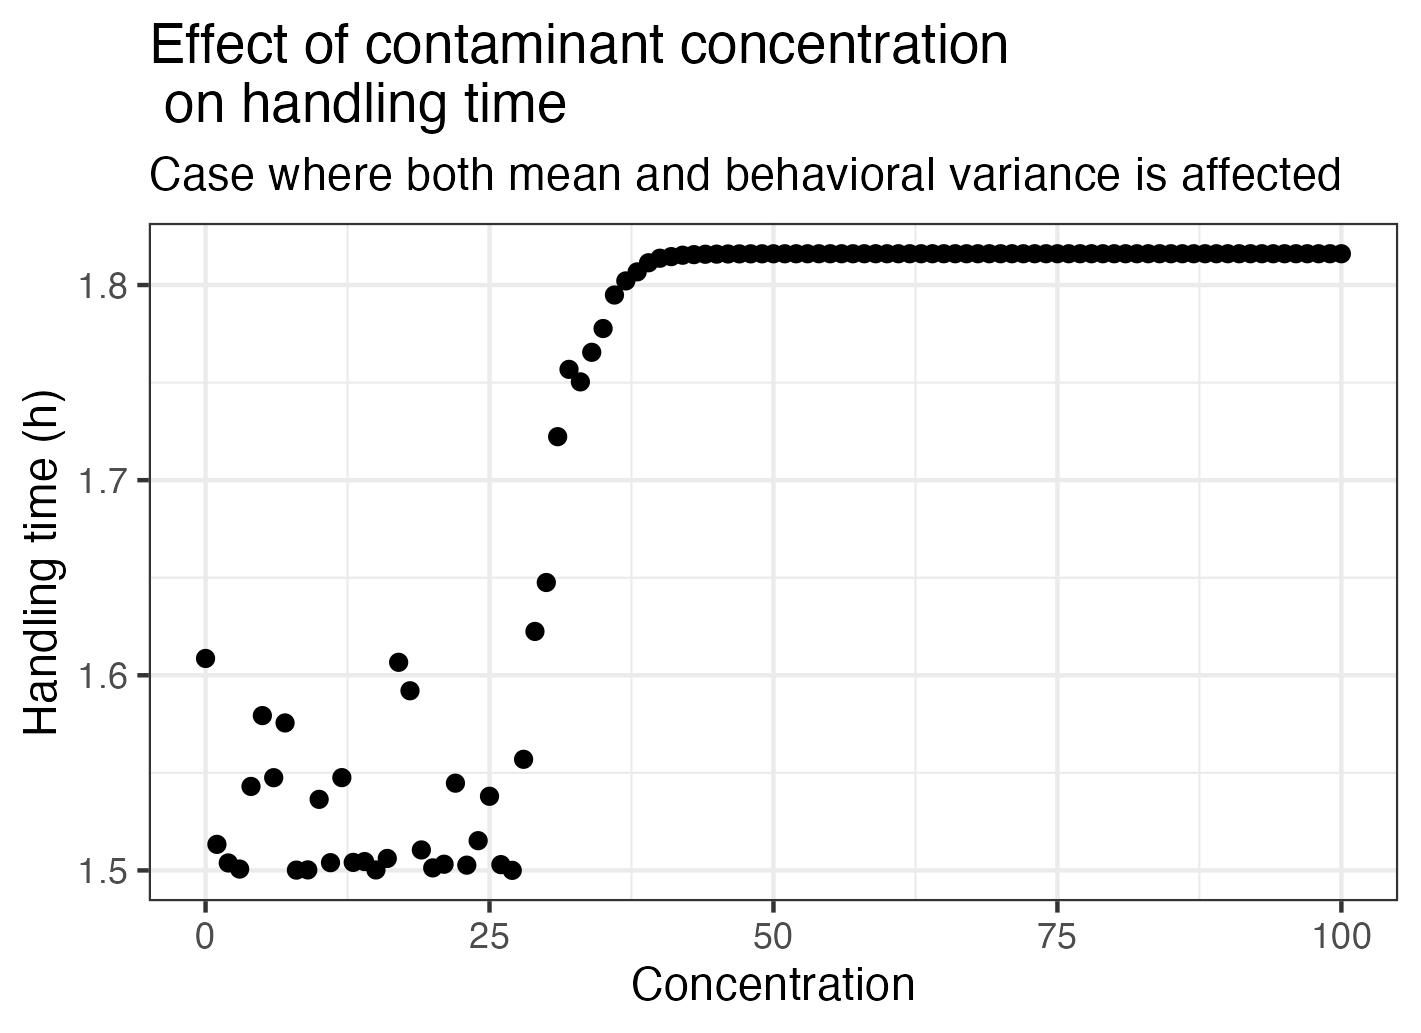 Effect of contaminant concentration
on handling time
Case where both mean and behavioral variance is affected
Handling time (h)
1.8
1.7
1.6
1.5
0 25 50 75 100
Concentration